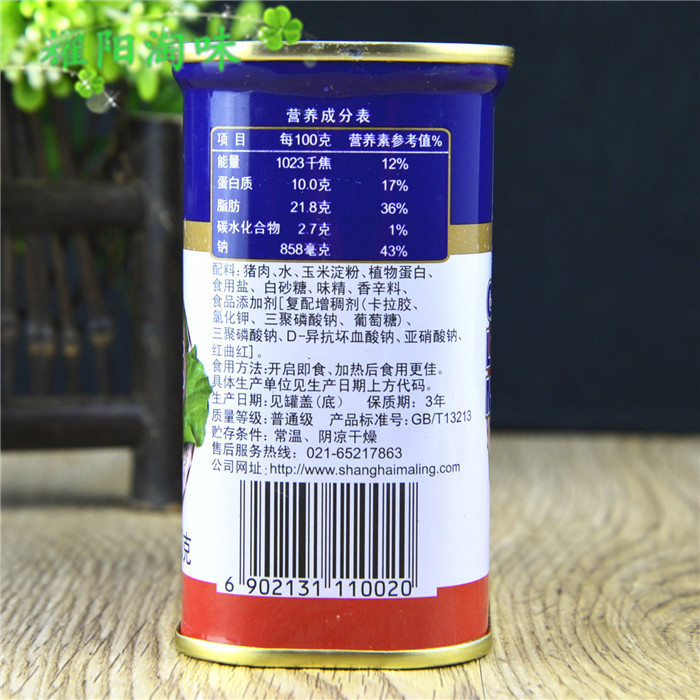 耀阳淘味
营养成分表
项目 每100克 营养素参考值%
能量 1023千焦 12%
蛋白质 10.0克 17%
脂肪 21.8克 36%
碳水化合物 2.7克 1%
钠 858毫克 43%
配料:猪肉、水、玉米淀粉、植物蛋白、
食用盐、白砂糖、味精、香辛料、
食品添加剂[复配增稠剂(卡拉胶、
氯化钾、三聚磷酸钠、葡萄糖)、
三聚磷酸钠、D-异抗坏血酸钠、亚硝酸钠、
红曲红]。
食用方法:开启即食、加热后食用更佳。
具体生产单位见生产日期上方代码。
生产日期:见罐盖(底) 保质期: 3年
质量等级:普通级 产品标准号:GB/T13213
贮存条件: 常温、阴凉干燥
售后服务热线: 021-65217863
公司网址:http://www.shanghaimaling.com
克
6 902131 110020